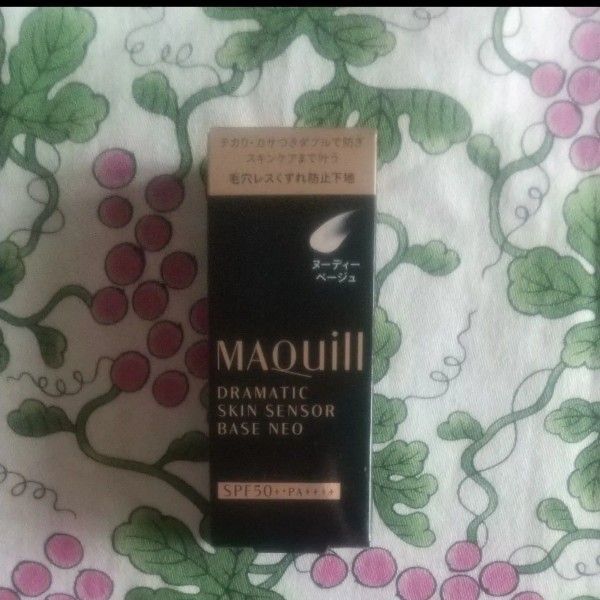 テカリ・カサつきダブルで防ぎ
スキンケアまで叶う
毛穴レスくずれ防止下地
ヌーディー
ベージュ
MAQuill
DRAMATIC
SKIN SENSOR
BASE NEO
SPF50+・PA++++